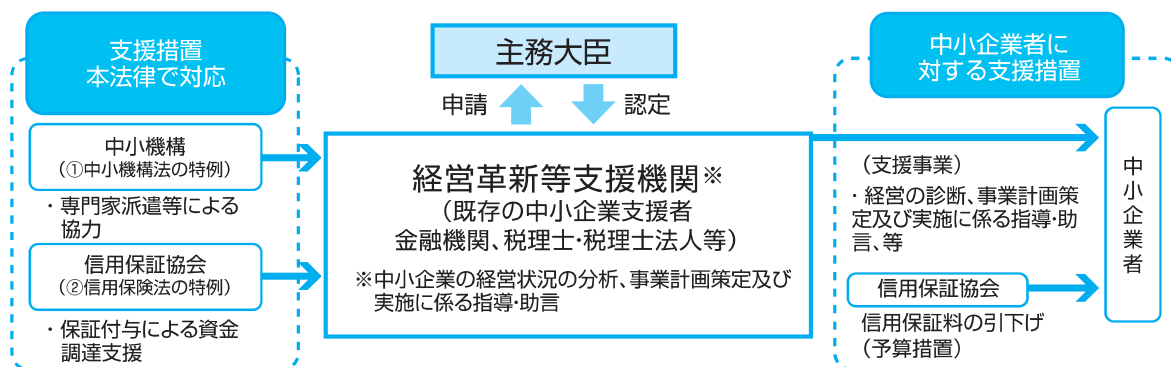 支援措置
本法律で対応
中小機構
(①中小機構法の特例)
・専門家派遣等による
協力
信用保証協会
(②信用保険法の特例)
・保証付与による資金
調達支援
主務大臣
申請
認定
経営革新等支援機関※
(既存の中小企業支援者
金融機関、税理士・税理士法人等)
※中小企業の経営状況の分析、事業計画策定及び
実施に係る指導・助言
中小企業者に
対する支援措置
(支援事業)
・経営の診断、事業計画策
定及び実施に係る指導・助
言、等
信用保証協会
信用保証料の引下げ
(予算措置)
中小企業者